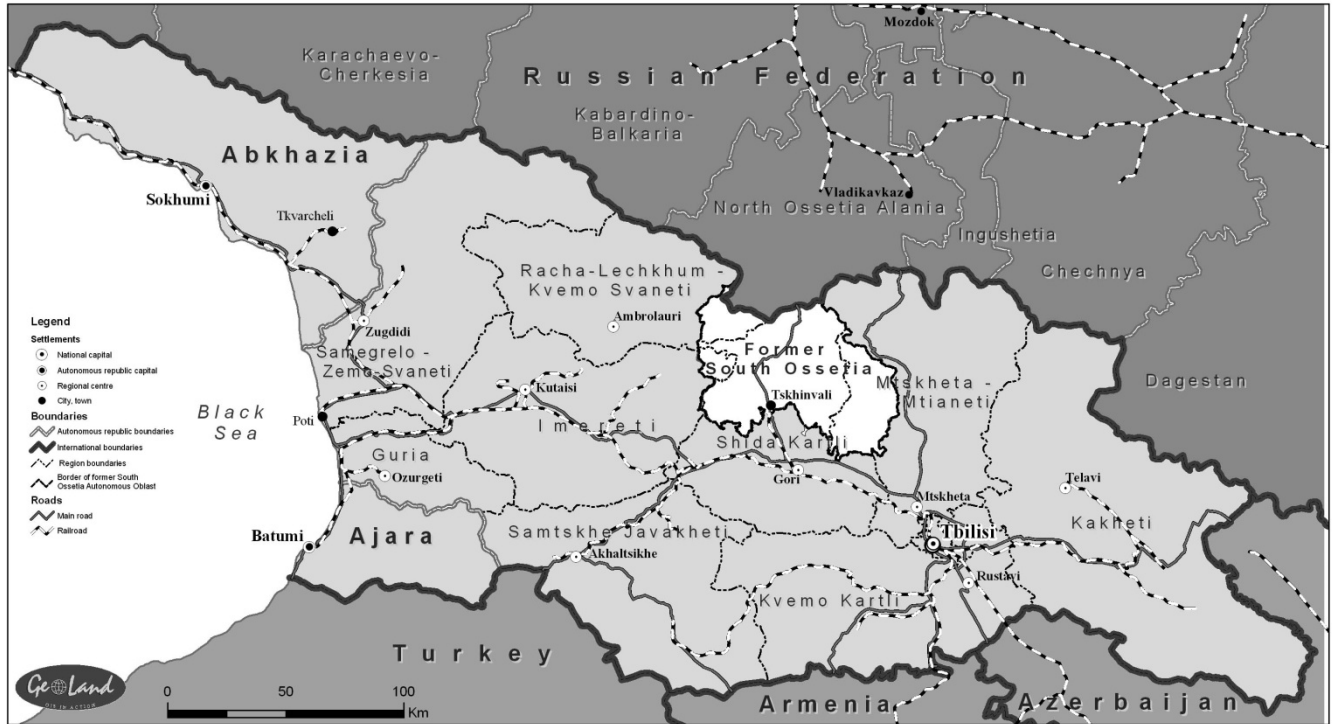 Mozdok
Karachaevo-
Cherkesia
Russian Federation
Kabardino-
Balkaria
Abkhazia
Vladikavkaz
North Ossetia Alania
Sokhumi
Tkvarcheli
Ingushetia
Chechnya
Racha-Lechkhum -
Kvemo Svaneti
Ambrolauri
Zugdidi
Samegrelo -
Zemo-Svaneti
Former
South Ossetia
Mtskheta -
Mtianeti
Dagestan
Kutaisi
Tskhinvali
Black
Sea
Poti
Imereti
Shida Kartli
Guria
Ozurgeti
Gori
Telavi
Mtskheta
Kakheti
Batumi
Ajara
Samtskhe Javakheti
Tbilisi
Akhaltsikhe
Rustavi
Kvemo Kartli
Turkey
Armenia
Azerbaijan
Legend
Settlements
National capital
Autonomous republic capital
Regional centre
City, town
Boundaries
Autonomous republic boundaries
International boundaries
Region boundaries
Border of former South
Ossetia Autonomous Oblast
Roads
Main road
Railroad
GeoLand
GIS IN ACTION
0 50 100
Km